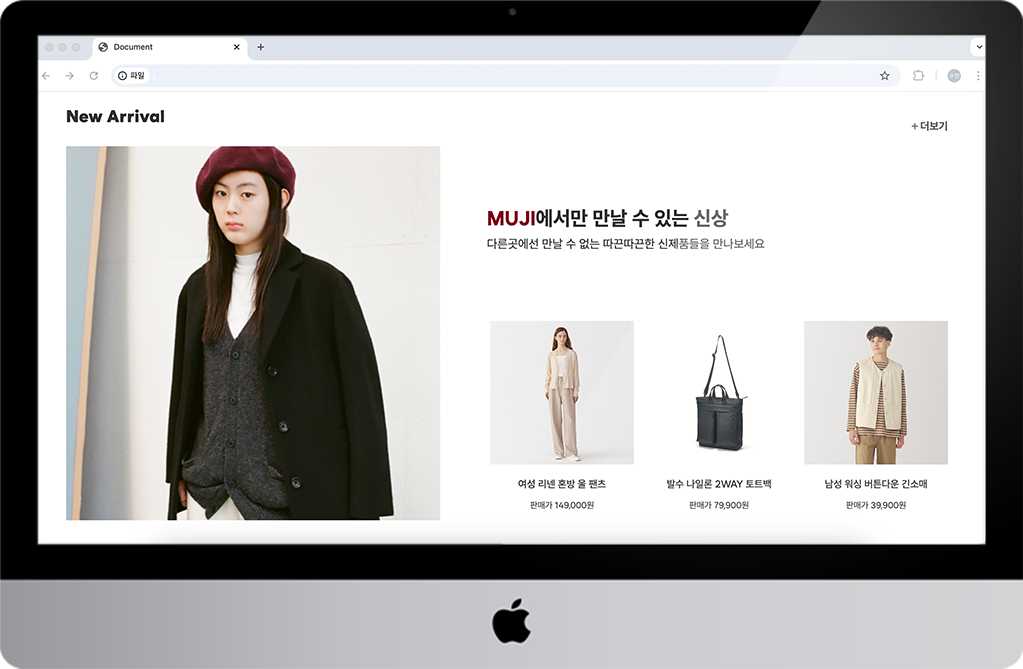 Document
파일
수빈
New Arrival
+ 더보기
MUJI에서만 만날 수 있는 신상
다른곳에선 만날 수 없는 따끈따끈한 신제품들을 만나보세요
여성 리넨 혼방 울 팬츠
판매가 149,000원
발수 나일론 2WAY 토트백
판매가 79,900원
남성 워싱 버튼다운 긴소매
판매가 39,900원